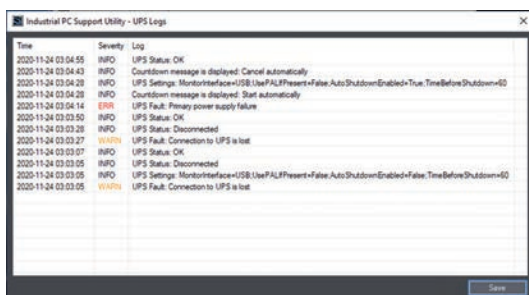 Industrial PC Support Utility - UPS Logs
Time Severity Log
2020-11-24 03:04:55 INFO UPS Status: OK
2020-11-24 03:04:43 INFO Countdown message is displayed: Cancel automatically
2020-11-24 03:04:28 INFO UPS Settings: MonitorInterface=USB;UsePALIfPresent=False;AutoShutdownEnabled=True;TimeBeforeShutdown=60
2020-11-24 03:04:28 INFO Countdown message is displayed: Start automatically
2020-11-24 03:04:14 ERR UPS Fault: Primary power supply failure
2020-11-24 03:03:50 INFO UPS Status: OK
2020-11-24 03:03:28 INFO UPS Status: Disconnected
2020-11-24 03:03:27 WARN UPS Fault: Connection to UPS is lost
2020-11-24 03:03:07 INFO UPS Status: OK
2020-11-24 03:03:05 INFO UPS Status: Disconnected
2020-11-24 03:03:05 INFO UPS Settings: MonitorInterface=USB;UsePALIfPresent=False;AutoShutdownEnabled=False;TimeBeforeShutdown=60
2020-11-24 03:03:05 WARN UPS Fault: Connection to UPS is lost
Save